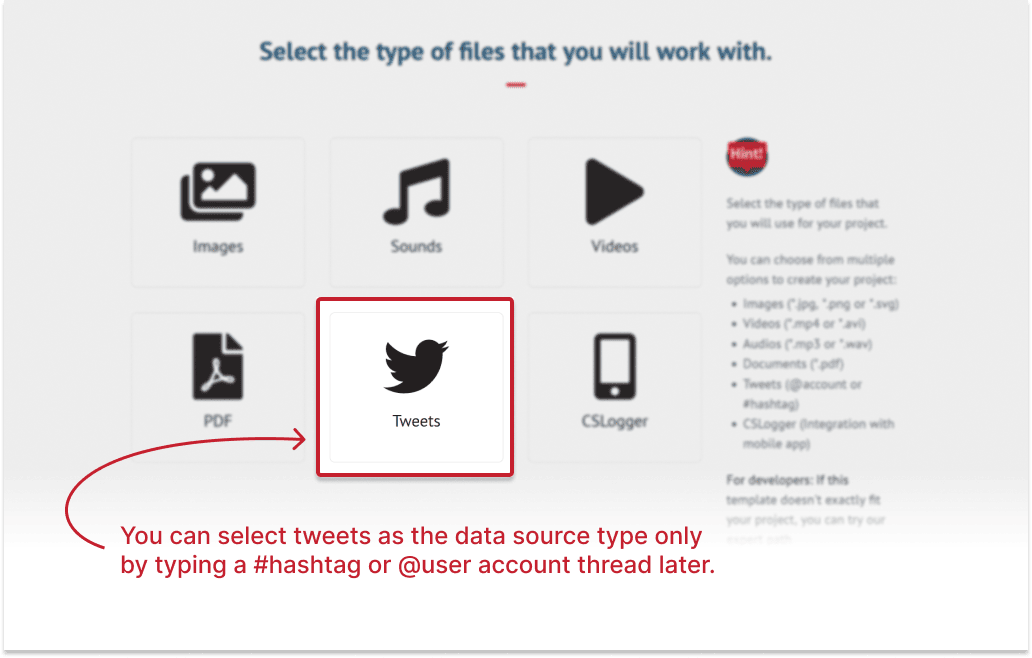 Select the type of files that you will work with.
Images
Sounds
Videos
PDF
Tweets
CSLogger
Hint!
Select the type of files that
you will use for your project.
You can choose from multiple
options to create your project:
• Images (*.jpg, *.png or *.svg)
• Videos (*.mp4 or *.avi)
• Audios (*.mp3 or *.wav)
• Documents (*.pdf)
• Tweets (@account or
#hashtag)
• CSLogger (Integration with
mobile app)
For developers: If this
template doesn't exactly fit
your project, you can try our
expert path
You can select tweets as the data source type only
by typing a #hashtag or @user account thread later.